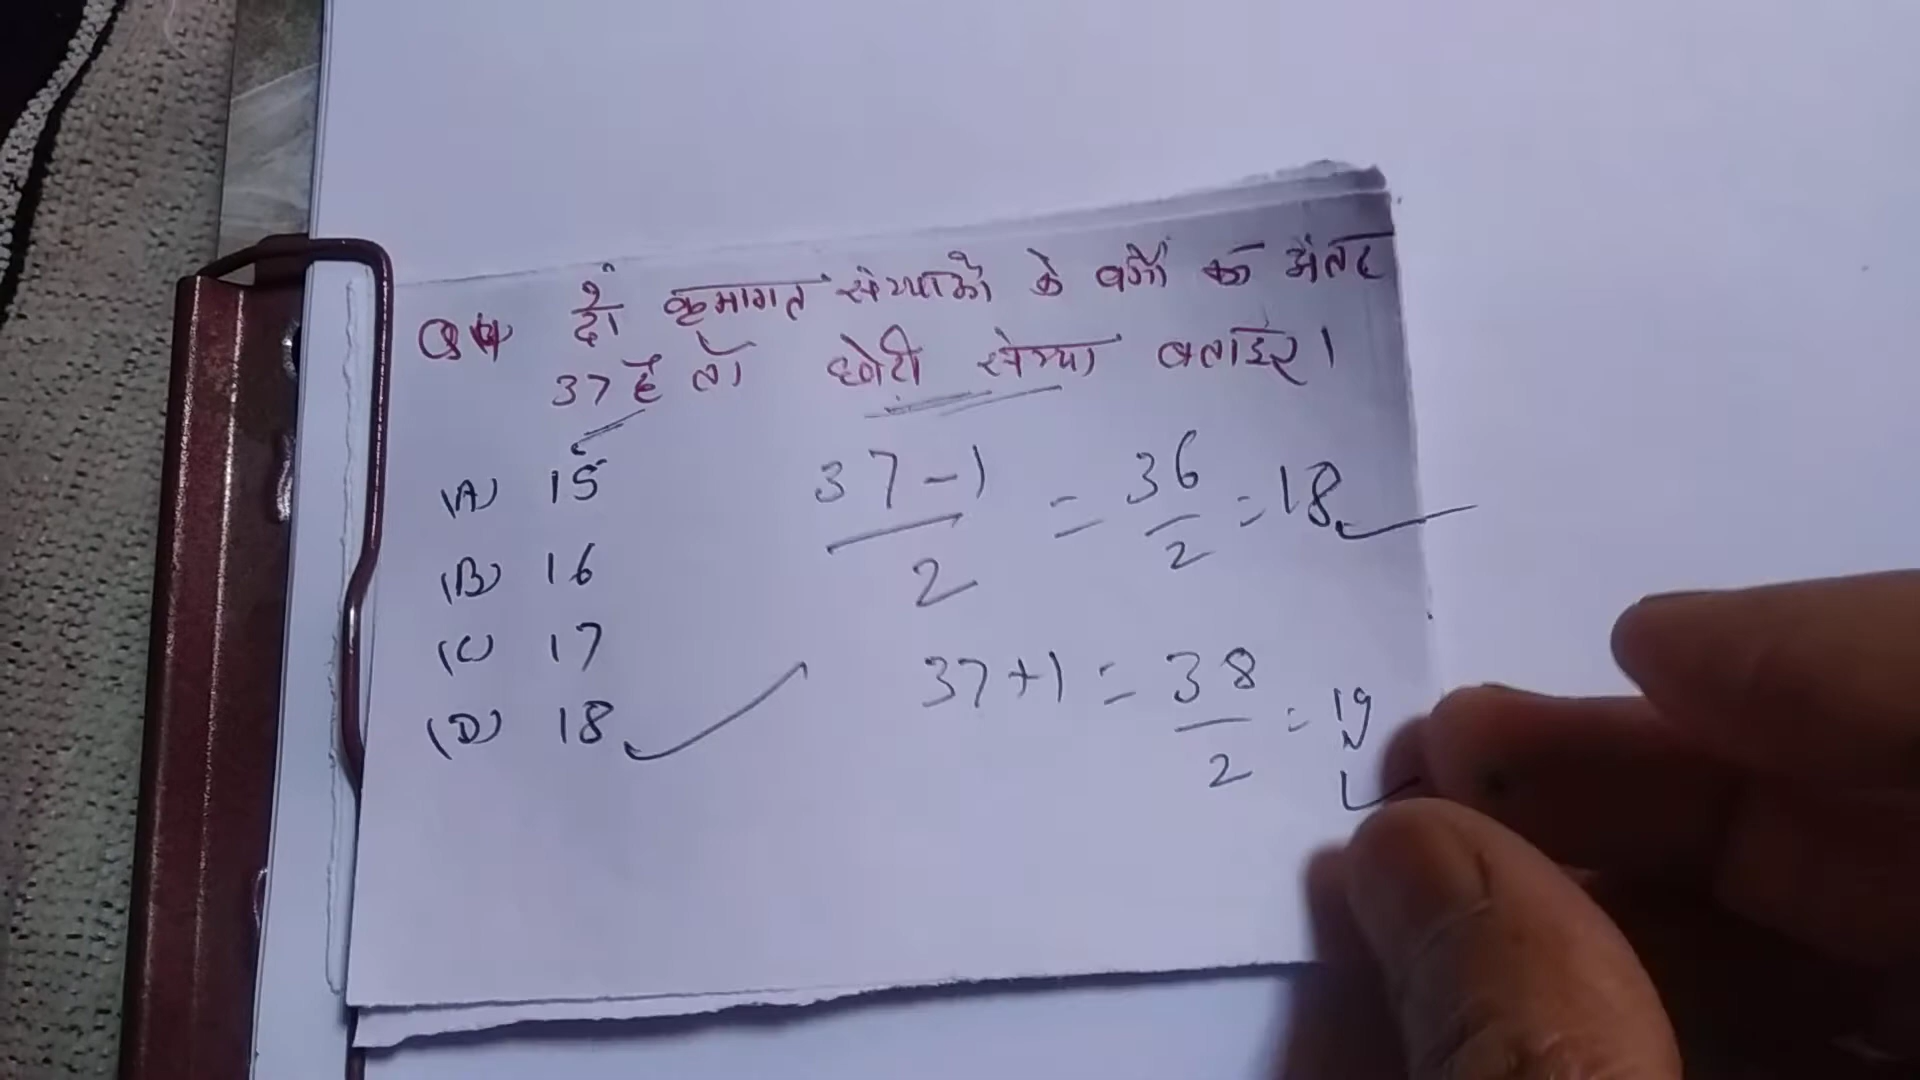 दो क्रमागत संख्याओं के वर्गों का अंतर
37 है तो छोटी संख्या बताइए।
(A) 15
(B) 16
(C) 17
(D) 18
37-1/2 = 36/2 = 18
37+1 = 38/2 = 19